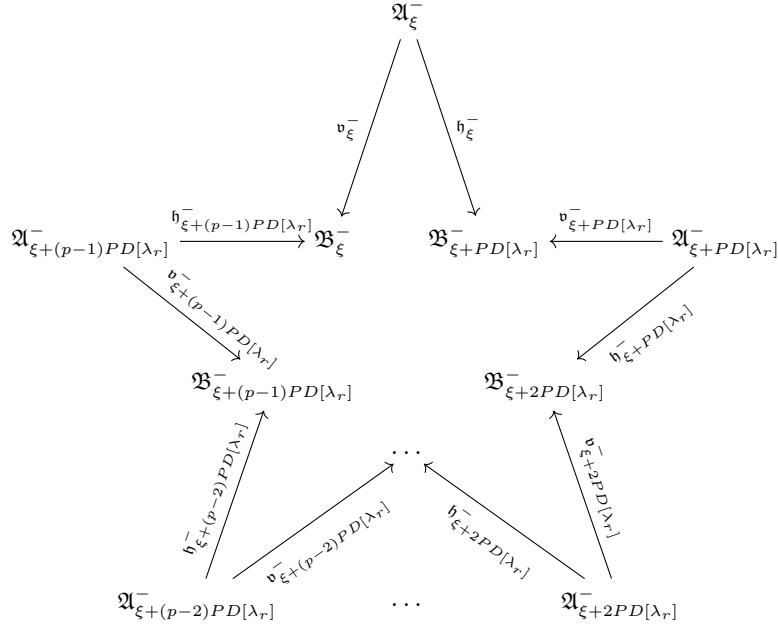 𝔄⁻_ξ
𝔳⁻_ξ 𝔥⁻_ξ
𝔥⁻_{ξ+(p−1)PD[λ_r]} 𝔳⁻_{ξ+PD[λ_r]}
𝔄⁻_{ξ+(p−1)PD[λ_r]} 𝔅⁻_ξ 𝔅⁻_{ξ+PD[λ_r]} 𝔄⁻_{ξ+PD[λ_r]}
𝔳⁻_{ξ+(p−1)PD[λ_r]} 𝔥⁻_{ξ+PD[λ_r]}
𝔅⁻_{ξ+(p−1)PD[λ_r]} 𝔅⁻_{ξ+2PD[λ_r]}
...
𝔥⁻_{ξ+(p−2)PD[λ_r]} 𝔳⁻_{ξ+(p−2)PD[λ_r]} 𝔥⁻_{ξ+2PD[λ_r]} 𝔳⁻_{ξ+2PD[λ_r]}
𝔄⁻_{ξ+(p−2)PD[λ_r]} ... 𝔄⁻_{ξ+2PD[λ_r]}